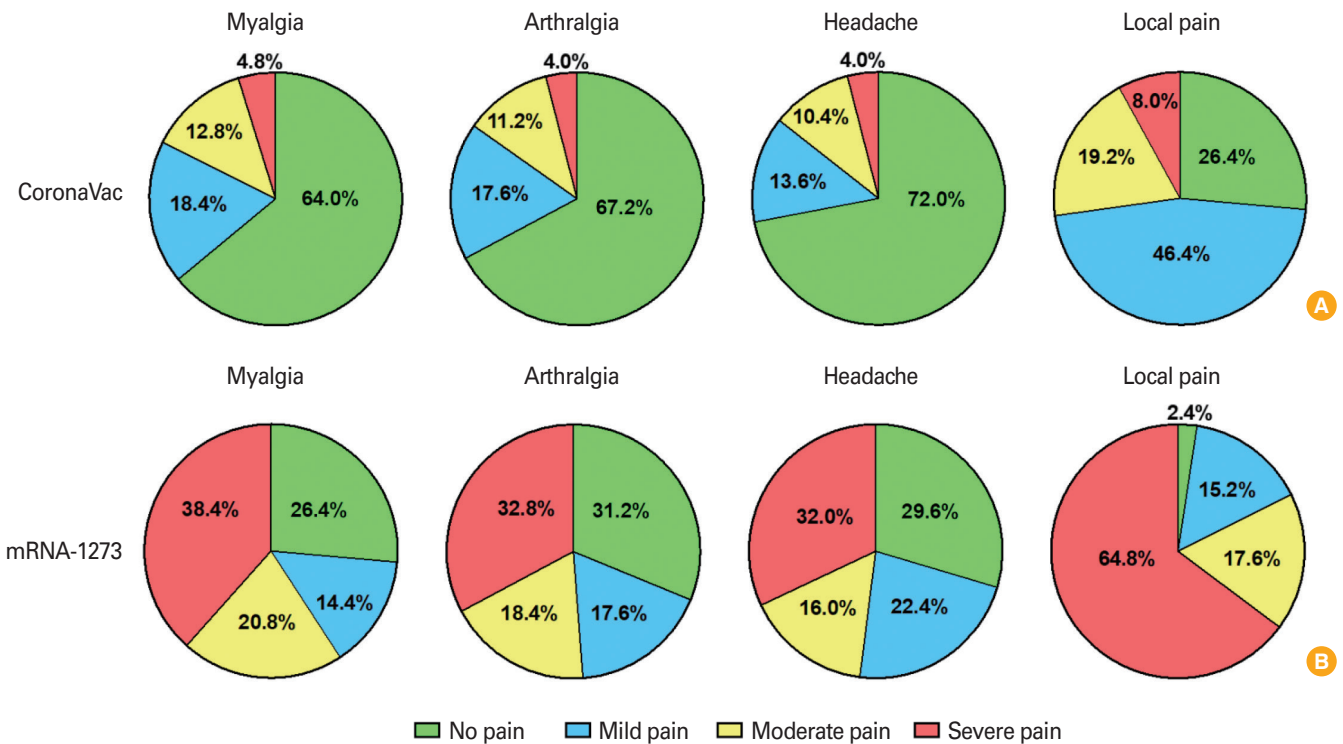 Myalgia Arthralgia Headache Local pain
4.8% 4.0% 4.0%
8.0%
12.8% 11.2% 10.4% 19.2% 26.4%
CoronaVac 18.4% 64.0% 17.6% 67.2% 13.6% 72.0%
46.4%
A
Myalgia Arthralgia Headache Local pain
2.4%
38.4% 26.4% 32.8% 31.2% 32.0% 29.6% 15.2%
mRNA-1273 64.8% 17.6%
20.8% 14.4% 18.4% 17.6% 16.0% 22.4%
B
No pain Mild pain Moderate pain Severe pain